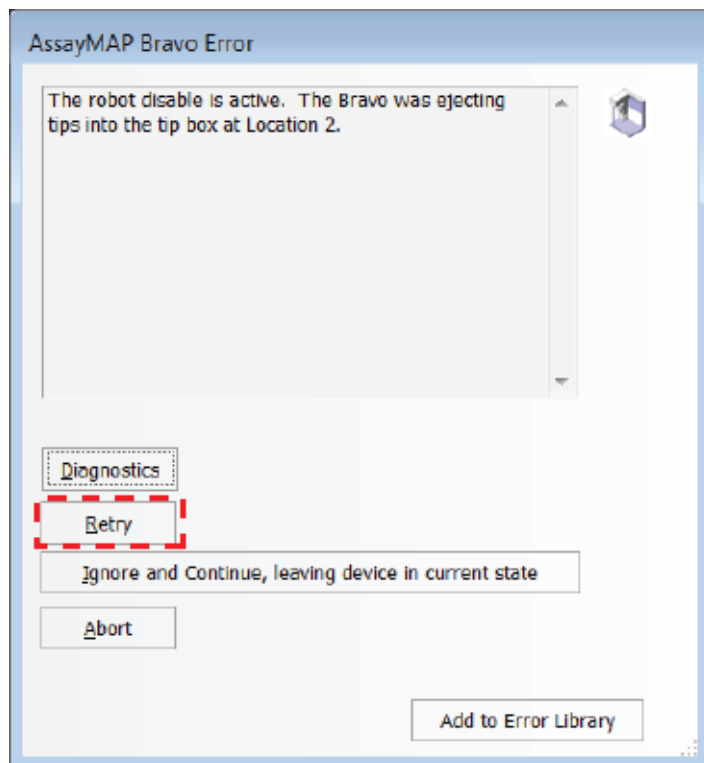 AssayMAP Bravo Error
The robot disable is active. The Bravo was ejecting
tips into the tip box at Location 2.
Diagnostics
Retry
Ignore and Continue, leaving device in current state
Abort
Add to Error Library